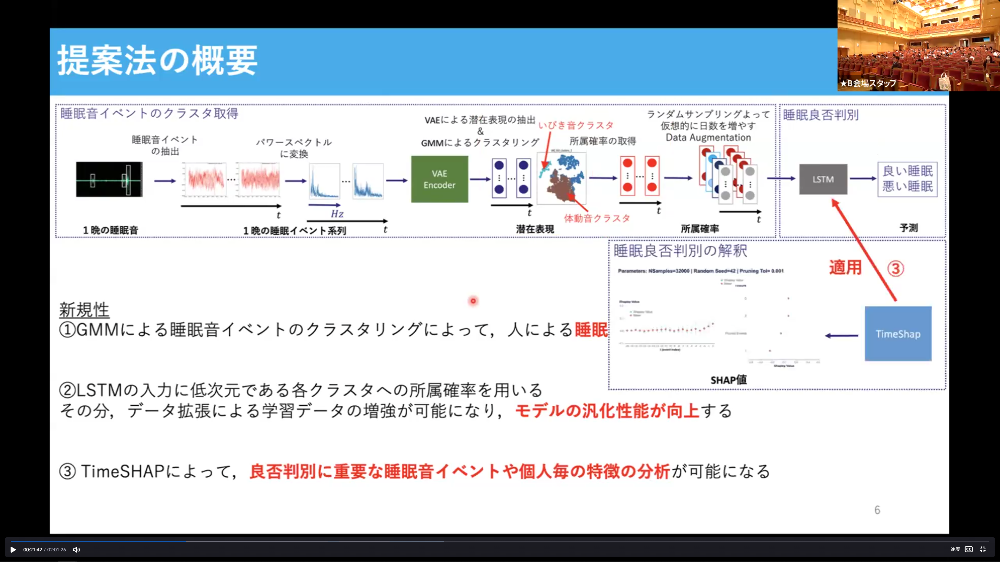 提案法の概要
★B会場スタッフ
睡眠音イベントのクラスタ取得
睡眠音イベント
の抽出
パワースペクトル
に変換
VAEによる潜在表現の抽出
&
GMMによるクラスタリング
いびき音クラスタ
所属確率の取得
ランダムサンプリングよって
仮想的に日数を増やす
Data Augmentation
睡眠良否判別
VAE
Encoder
LSTM
良い睡眠
悪い睡眠
...
...
t
Hz
t
t
体動音クラスタ
t
t
１晩の睡眠音
１晩の睡眠イベント系列
潜在表現
所属確率
予測
睡眠良否判別の解釈
Parameters: NSamples=32000 | Random Seed=42 | Pruning Tol= 0.001
適用
③
Shapley Value
t (event index)
Shapley Value
TimeShap
SHAP値
新規性
①GMMによる睡眠音イベントのクラスタリングによって，人による睡眠
②LSTMの入力に低次元である各クラスタへの所属確率を用いる
その分，データ拡張による学習データの増強が可能になり，モデルの汎化性能が向上する
③ TimeSHAPによって，良否判別に重要な睡眠音イベントや個人毎の特徴の分析が可能になる
6
00:21:42 / 02:01:26
速度
CC